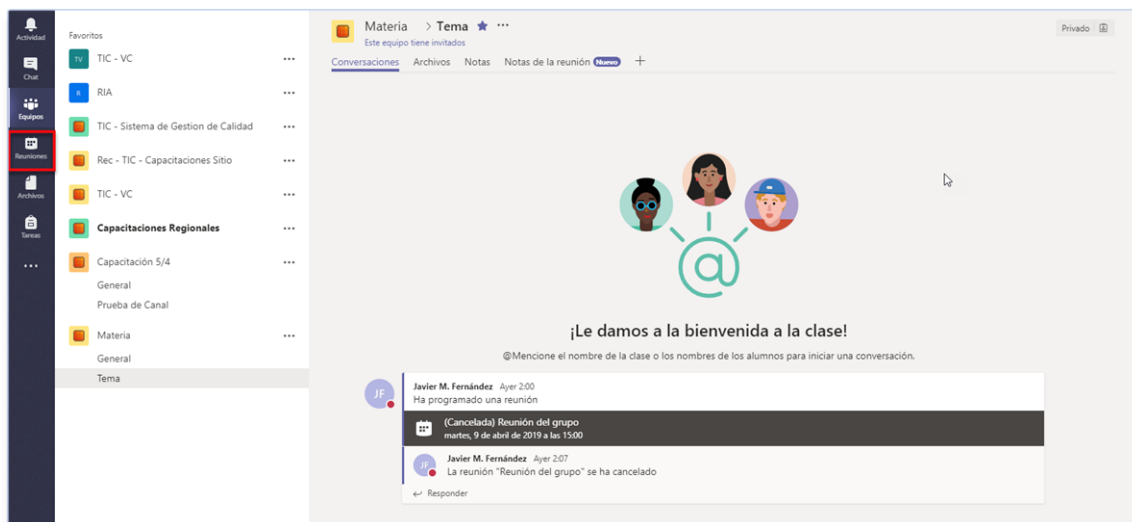 Actividad
Chat
Equipos
Reuniones
Archivos
Tareas
Favoritos
TV TIC - VC
R RIA
TIC - Sistema de Gestion de Calidad
Rec - TIC - Capacitaciones Sitio
TIC - VC
Capacitaciones Regionales
Capacitación 5/4
General
Prueba de Canal
Materia
General
Tema
Materia > Tema
Este equipo tiene invitados
Privado
Conversaciones Archivos Notas Notas de la reunión Nuevo
@
¡Le damos a la bienvenida a la clase!
@Mencione el nombre de la clase o los nombres de los alumnos para iniciar una conversación.
JF
Javier M. Fernández Ayer 2:00
Ha programado una reunión
(Cancelada) Reunión del grupo
martes, 9 de abril de 2019 a las 15:00
JF
Javier M. Fernández Ayer 2:07
La reunión "Reunión del grupo" se ha cancelado
Responder